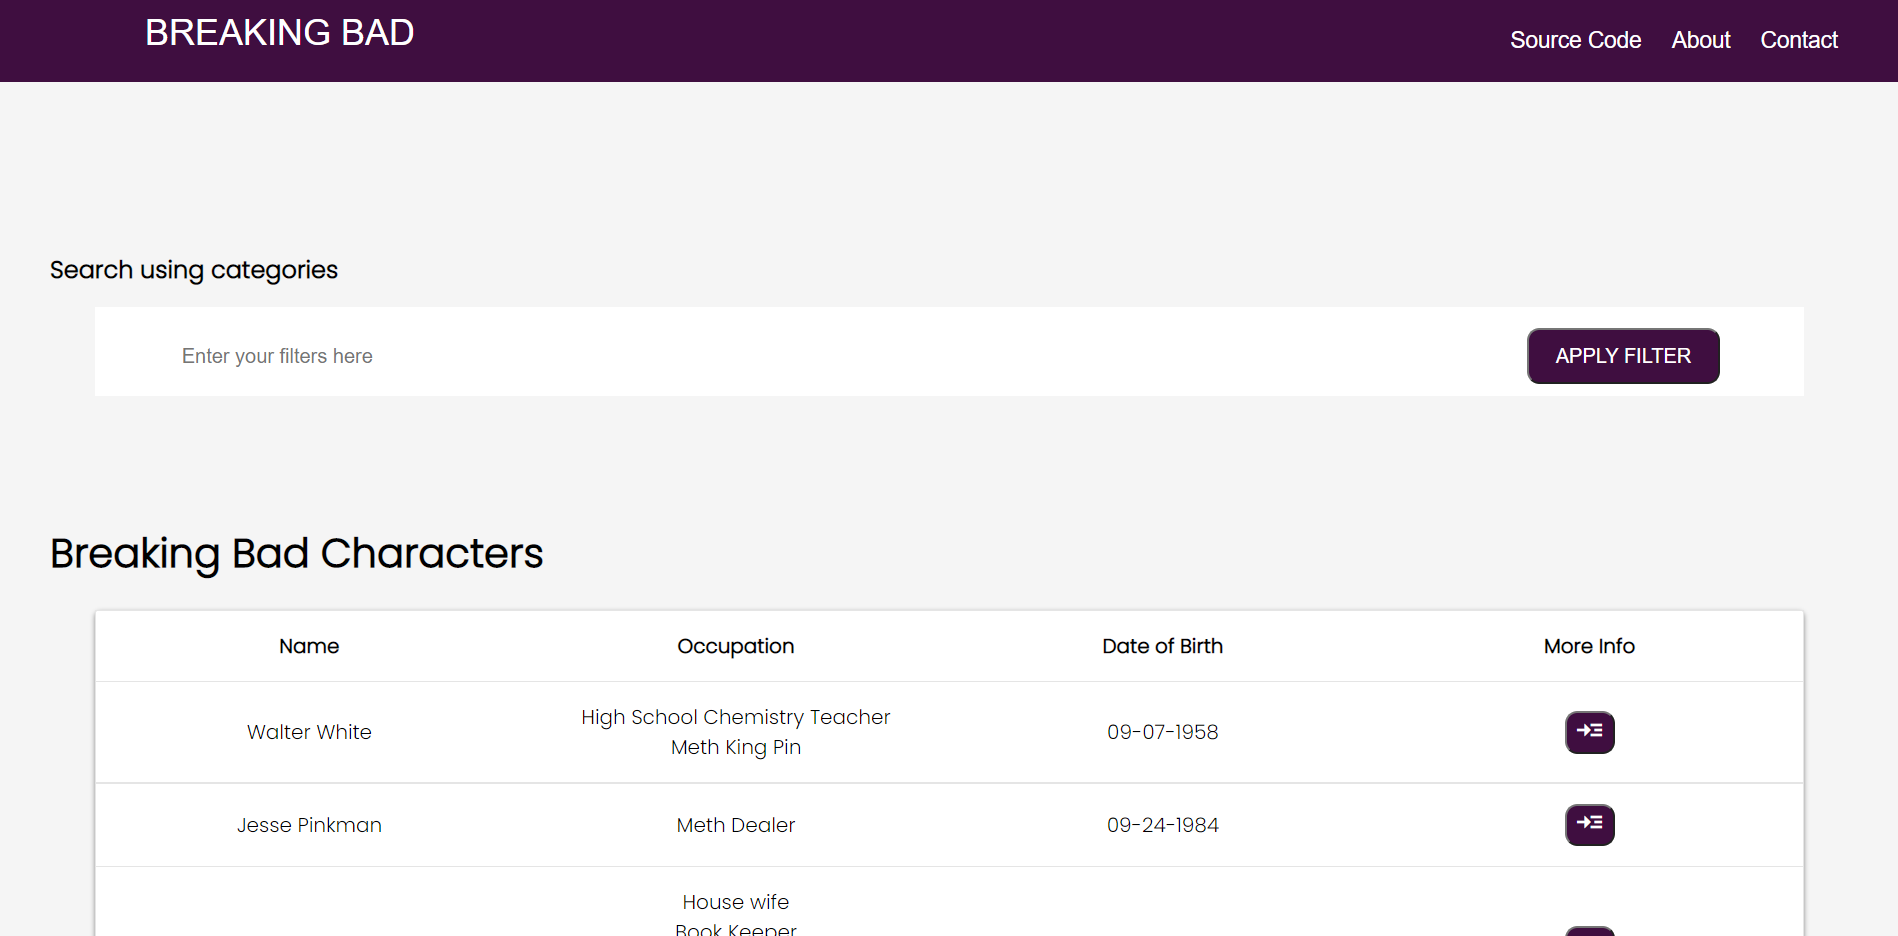 BREAKING BAD
Source Code About Contact
Search using categories
Enter your filters here
APPLY FILTER
Breaking Bad Characters
Name Occupation Date of Birth More Info
Walter White
High School Chemistry Teacher
Meth King Pin
09-07-1958
Jesse Pinkman Meth Dealer 09-24-1984
House wife
Book Keeper